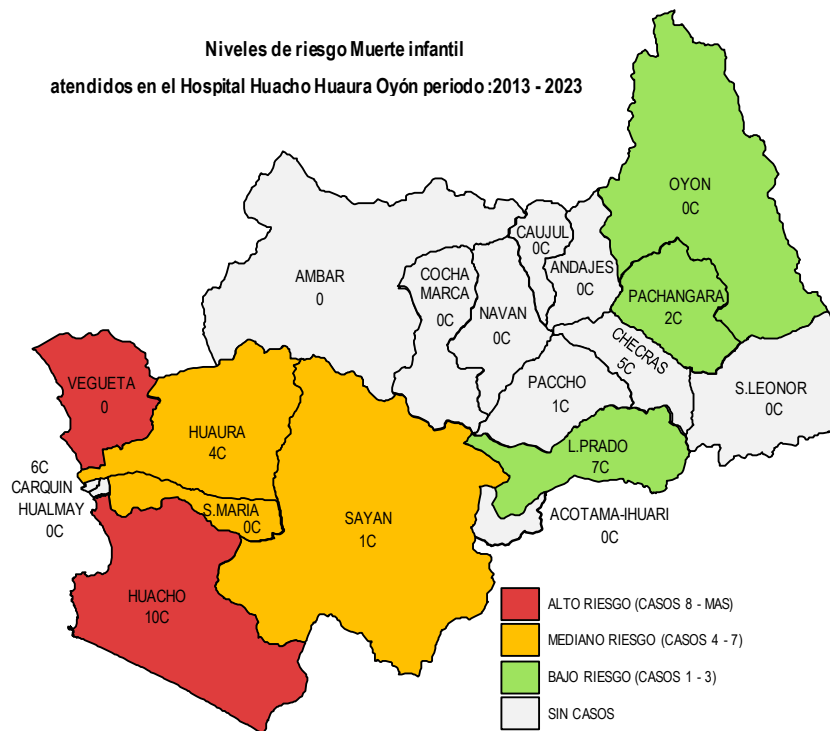 Niveles de riesgo Muerte infantil
atendidos en el Hospital Huacho Huaura Oyón periodo :2013 - 2023
OYON
0C
CAUJUL
0C
ANDAJES
0C
AMBAR
0
COCHA
MARCA
0C
NAVAN
0C
PACHANGARA
2C
CHECRAS
5C
VEGUETA
0
PACCHO
1C
S.LEONOR
0C
HUAURA
4C
L.PRADO
7C
6C
CARQUIN
HUALMAY
0C
S.MARIA
0C
SAYAN
1C
ACOTAMA-IHUARI
0C
HUACHO
10C
ALTO RIESGO (CASOS 8 - MAS)
MEDIANO RIESGO (CASOS 4 - 7)
BAJO RIESGO (CASOS 1 - 3)
SIN CASOS